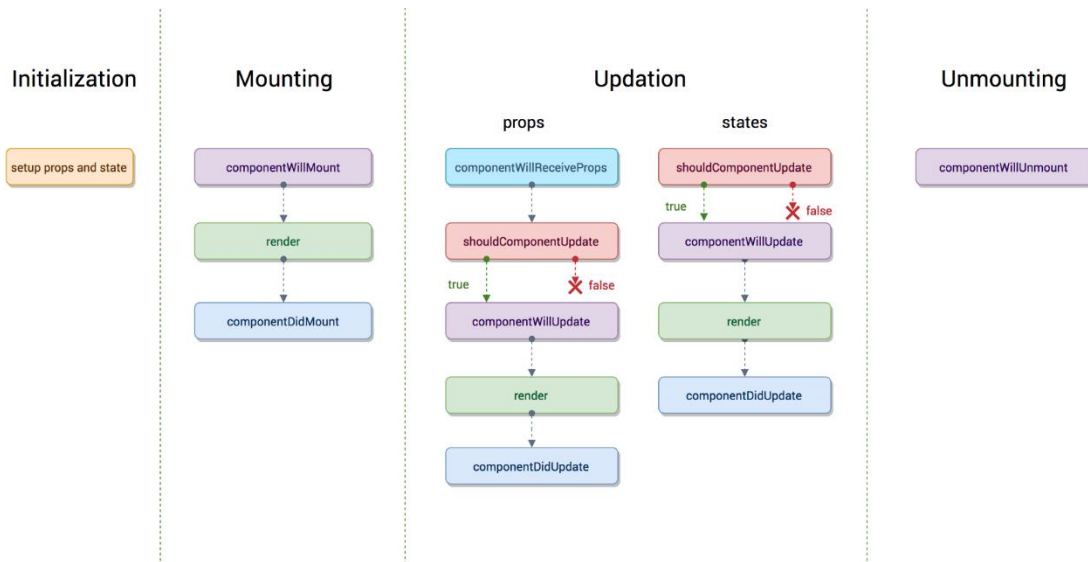 Initialization
setup props and state
Mounting
componentWillMount
render
componentDidMount
Updation
props
componentWillReceiveProps
shouldComponentUpdate
true
false
componentWillUpdate
render
componentDidUpdate
states
shouldComponentUpdate
true
false
componentWillUpdate
render
componentDidUpdate
Unmounting
componentWillUnmount